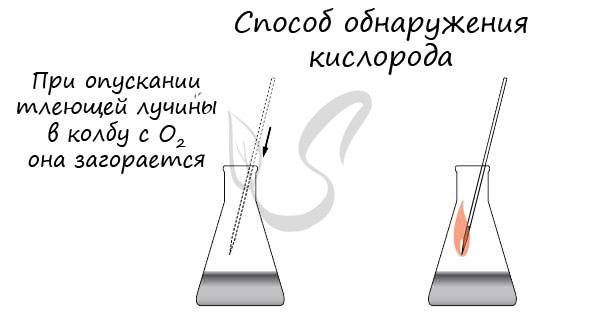 Способ обнаружения
кислорода
При опускании
тлеющей лучины
в колбу с O₂
она загорается